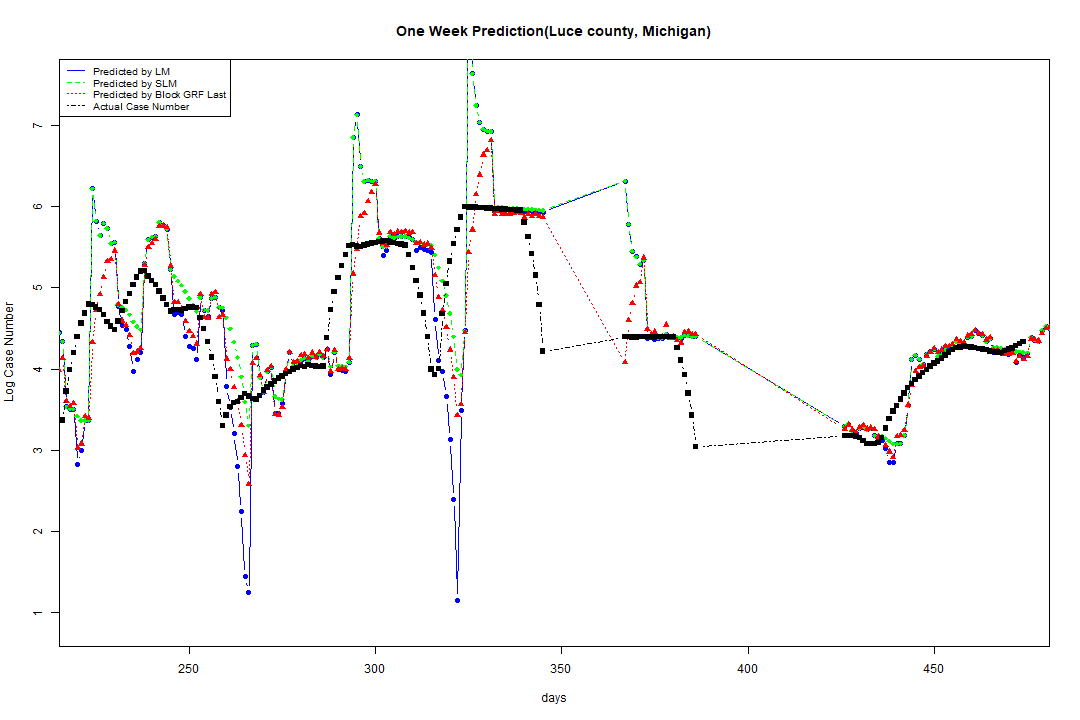 One Week Prediction(Luce county, Michigan)
Predicted by LM
Predicted by SLM
Predicted by Block GRF Last
Actual Case Number
Log Case Number
7
6
5
4
3
2
1
250 300 350 400 450
days